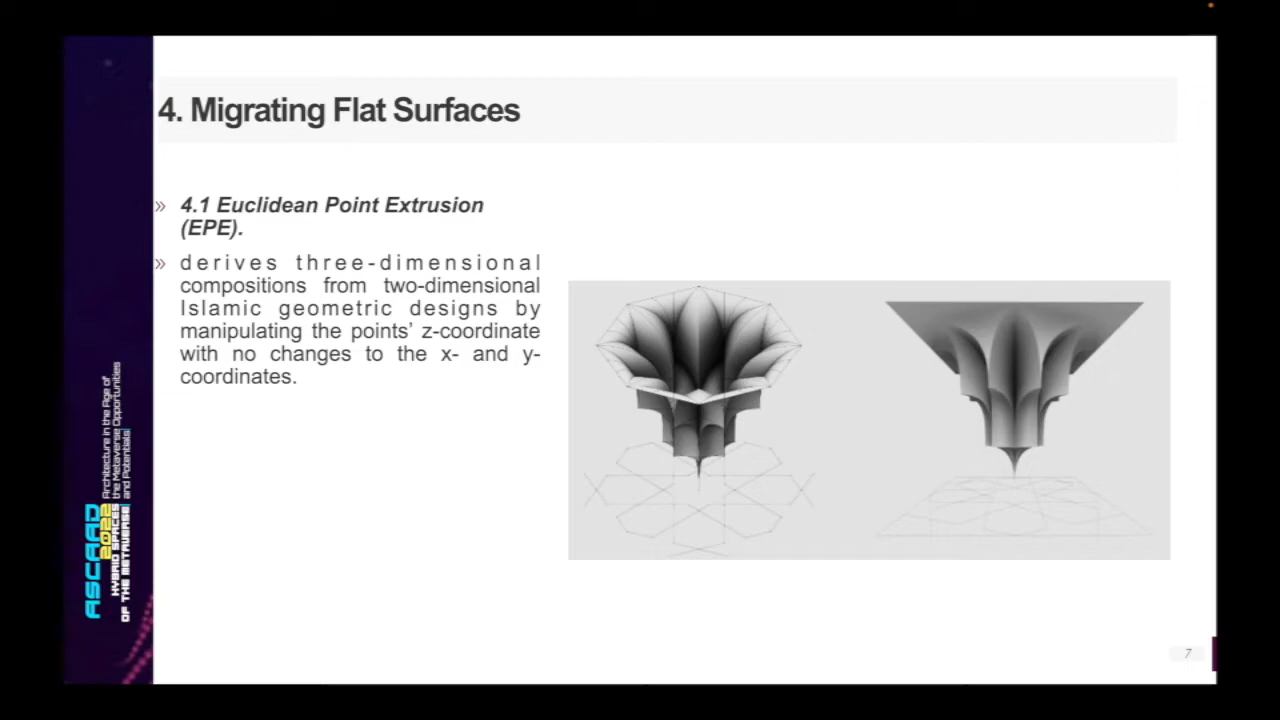 4. Migrating Flat Surfaces
» 4.1 Euclidean Point Extrusion
(EPE).
» derives three-dimensional
compositions from two-dimensional
Islamic geometric designs by
manipulating the points’ z-coordinate
with no changes to the x- and y-
coordinates.
ASCAAD
2022
HYBRID SPACES
OF THE METAVERSE
Architecture in the Age of
the Metaverse: Opportunities
and Potentials
7